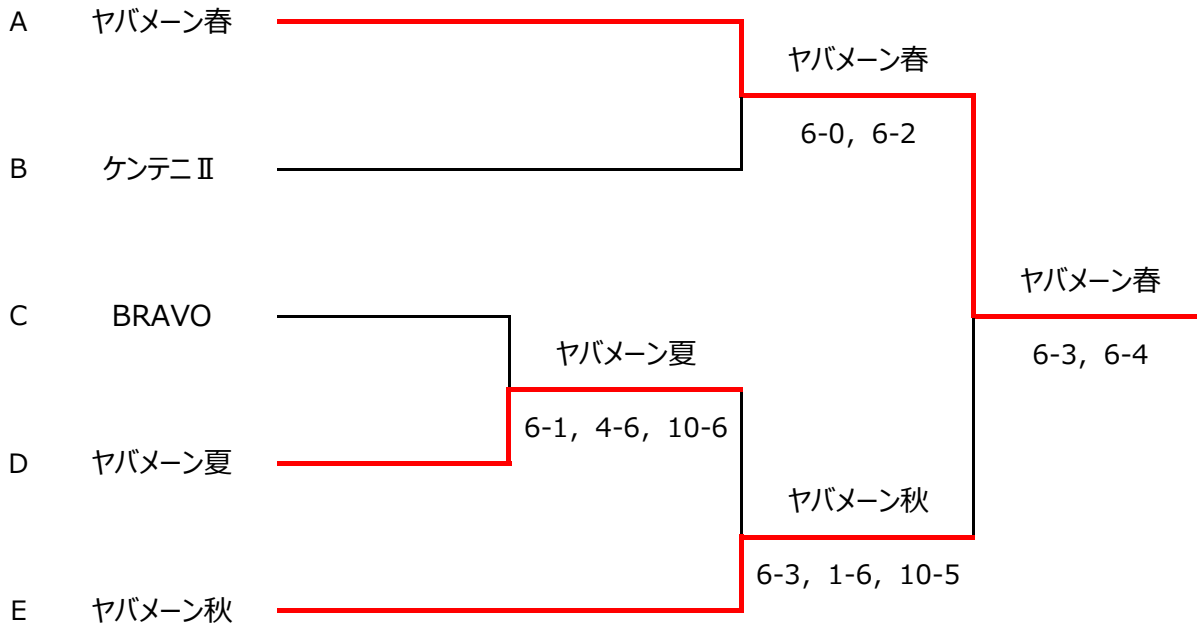 A ヤバメーン春
ヤバメーン春
6-0, 6-2
B ケンテニⅡ
ヤバメーン春
C BRAVO
ヤバメーン夏
6-3, 6-4
6-1, 4-6, 10-6
D ヤバメーン夏
ヤバメーン秋
6-3, 1-6, 10-5
E ヤバメーン秋